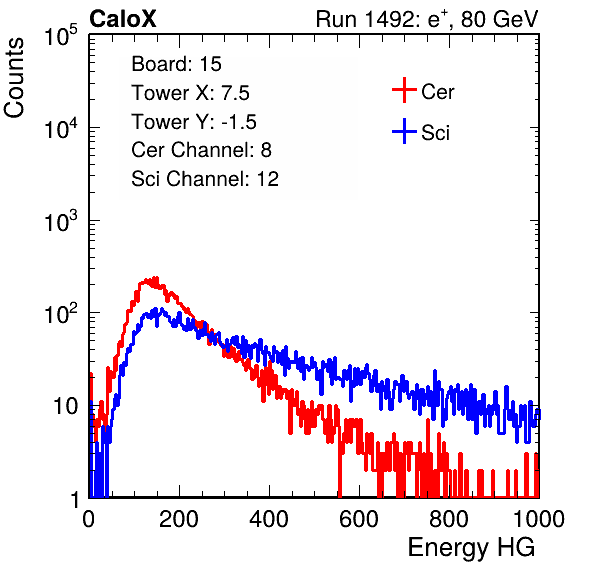 CaloX
Run 1492: e⁺, 80 GeV
Counts
Board: 15
Tower X: 7.5
Tower Y: -1.5
Cer Channel: 8
Sci Channel: 12
Cer
Sci
10⁵
10⁴
10³
10²
10
1
0 200 400 600 800 1000
Energy HG